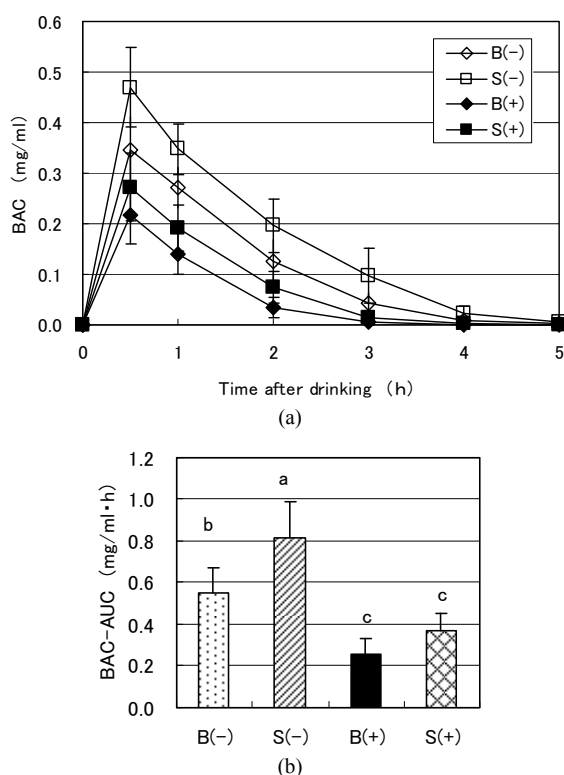 0.6
0.5
0.4
0.3
0.2
0.1
0.0
BAC (mg/ml)
B(-)
S(-)
B(+)
S(+)
0 1 2 3 4 5
Time after drinking (h)
(a)
1.2
1.0
0.8
0.6
0.4
0.2
0.0
BAC-AUC (mg/ml•h)
b
a
c
c
B(-) S(-) B(+) S(+)
(b)